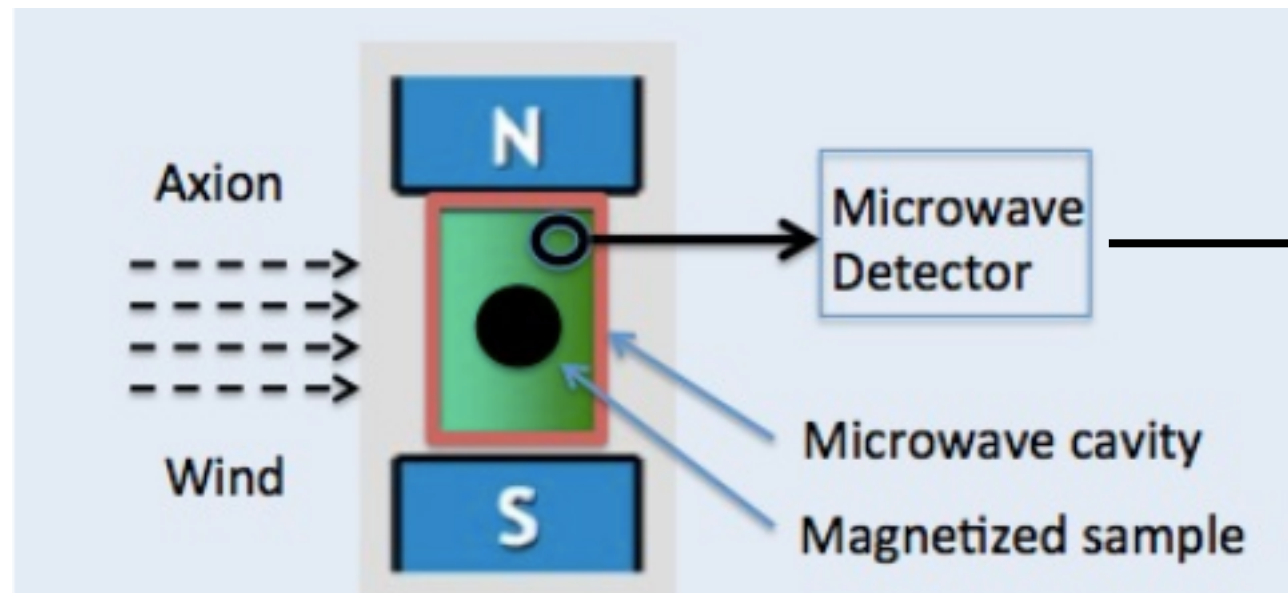 N
Axion
Microwave
Detector
Wind
S
Microwave cavity
Magnetized sample